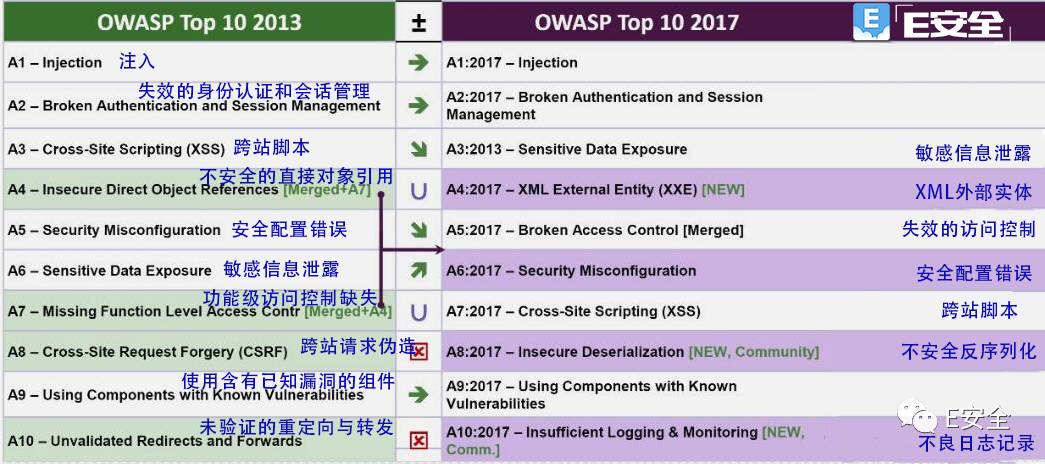 OWASP Top 10 2013 ± OWASP Top 10 2017 E E安全
A1 – Injection 注入 A1:2017 – Injection
失效的身份认证和会话管理
A2 – Broken Authentication and Session Management A2:2017 – Broken Authentication and Session
Management
A3 – Cross-Site Scripting (XSS) 跨站脚本 A3:2013 – Sensitive Data Exposure 敏感信息泄露
不安全的直接对象引用
A4 – Insecure Direct Object References [Merged+A7] U A4:2017 – XML External Entity (XXE) [NEW] XML外部实体
A5 – Security Misconfiguration 安全配置错误 A5:2017 – Broken Access Control [Merged] 失效的访问控制
A6 – Sensitive Data Exposure 敏感信息泄露 A6:2017 – Security Misconfiguration 安全配置错误
功能级访问控制缺失
A7 – Missing Function Level Access Contr [Merged+A4] U A7:2017 – Cross-Site Scripting (XSS) 跨站脚本
A8 – Cross-Site Request Forgery (CSRF) 跨站请求伪造 A8:2017 – Insecure Deserialization [NEW, Community] 不安全反序列化
使用含有已知漏洞的组件
A9 – Using Components with Known Vulnerabilities A9:2017 – Using Components with Known
Vulnerabilities
E安全
未验证的重定向与转发
A10 – Unvalidated Redirects and Forwards A10:2017 – Insufficient Logging & Monitoring [NEW,
Comm.] 不良日志记录